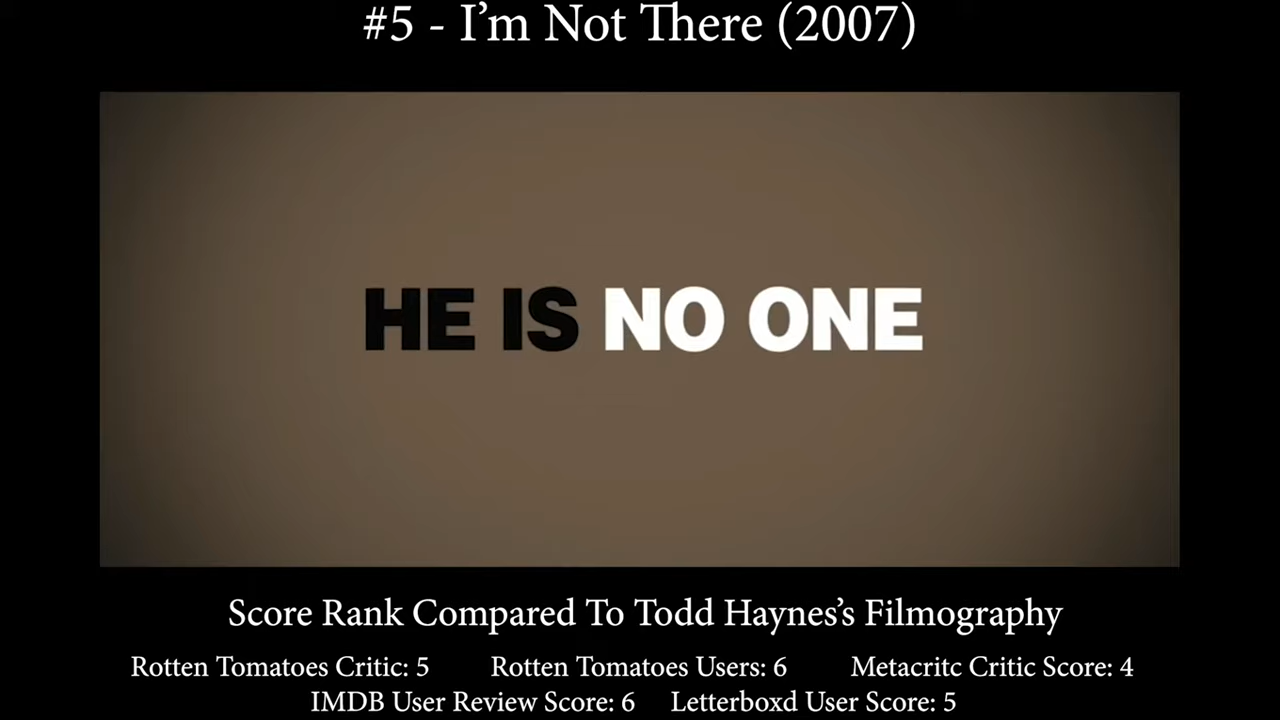 #5 - I’m Not There (2007)
HE IS NO ONE
Score Rank Compared To Todd Haynes’s Filmography
Rotten Tomatoes Critic: 5 Rotten Tomatoes Users: 6 Metacritc Critic Score: 4
IMDB User Review Score: 6 Letterboxd User Score: 5